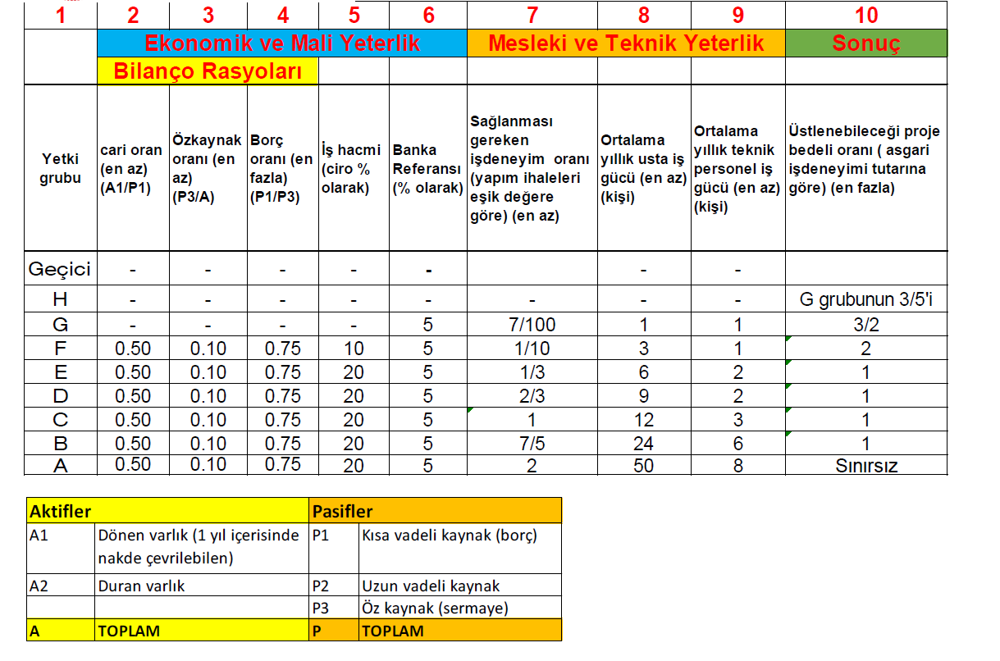 1 2 3 4 5 6 7 8 9 10
Ekonomik ve Mali Yeterlik Mesleki ve Teknik Yeterlik Sonuç
Bilanço Rasyoları
Yetki
grubu
cari oran
(en az)
(A1/P1)
Özkaynak
oranı (en
az)
(P3/A)
Borç
oranı (en
fazla)
(P1/P3)
İş hacmi
(ciro %
olarak)
Banka
Referansı
(% olarak)
Sağlanması
gereken
işdeneyim oranı
(yapım ihaleleri
eşik değere
göre) (en az)
Ortalama
yıllık usta iş
gücü (en az)
(kişi)
Ortalama
yıllık teknik
personel iş
gücü (en az)
(kişi)
Üstlenebileceği proje
bedeli oranı ( asgari
işdeneyimi tutarına
göre) (en fazla)
Geçici - - - - - - -
H - - - - - - - - G grubunun 3/5'i
G - - - - 5 7/100 1 1 3/2
F 0.50 0.10 0.75 10 5 1/10 3 1 2
E 0.50 0.10 0.75 20 5 1/3 6 2 1
D 0.50 0.10 0.75 20 5 2/3 9 2 1
C 0.50 0.10 0.75 20 5 1 12 3 1
B 0.50 0.10 0.75 20 5 7/5 24 6 1
A 0.50 0.10 0.75 20 5 2 50 8 Sınırsız
Aktifler Pasifler
A1 Dönen varlık (1 yıl içerisinde P1 Kısa vadeli kaynak (borç)
nakde çevrilebilen)
A2 Duran varlık P2 Uzun vadeli kaynak
P3 Öz kaynak (sermaye)
A TOPLAM P TOPLAM